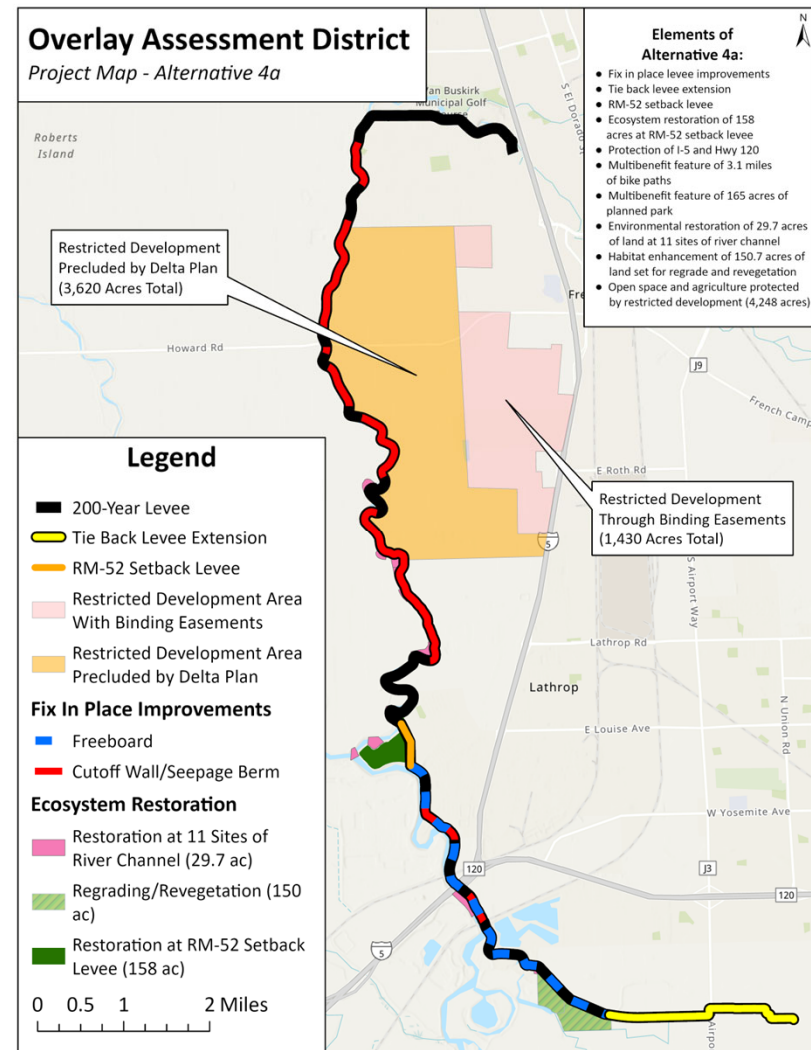 Overlay Assessment District
Project Map - Alternative 4a
N
Elements of
Alternative 4a:
• Fix in place levee improvements
• Tie back levee extension
• RM-52 setback levee
• Ecosystem restoration of 158
acres at RM-52 setback levee
• Protection of I-5 and Hwy 120
• Multibenefit feature of 3.1 miles
of bike paths
• Multibenefit feature of 165 acres of
planned park
• Environmental restoration of 29.7 acres
of land at 11 sites of river channel
• Habitat enhancement of 150.7 acres of
land set for regrade and revegetation
• Open space and agriculture protected
by restricted development (4,248 acres)
Van Buskirk
Municipal Golf
S El Dorado St
Roberts
Island
Restricted Development
Precluded by Delta Plan
(3,620 Acres Total)
Fre
Howard Rd
J9
French Camp
E Roth Rd
Restricted Development
Through Binding Easements
(1,430 Acres Total)
5
S Airport Way
Lathrop Rd
Lathrop
N Union Rd
E Louise Ave
W Yosemite Ave
120
J3
120
5
Airpo
Legend
200-Year Levee
Tie Back Levee Extension
RM-52 Setback Levee
Restricted Development Area
With Binding Easements
Restricted Development Area
Precluded by Delta Plan
Fix In Place Improvements
Freeboard
Cutoff Wall/Seepage Berm
Ecosystem Restoration
Restoration at 11 Sites of
River Channel (29.7 ac)
Regrading/Revegetation (150
ac)
Restoration at RM-52 Setback
Levee (158 ac)
0 0.5 1 2 Miles